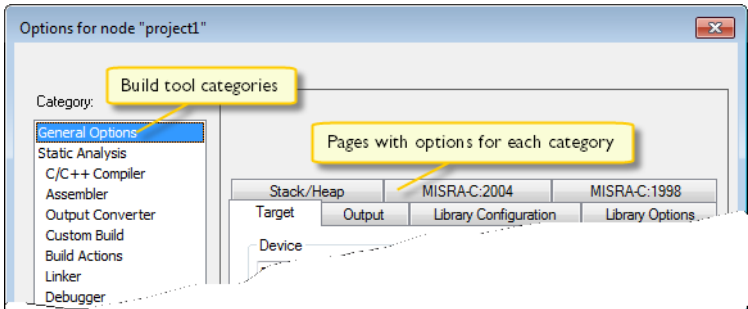 Options for node "project1"
Build tool categories
Category:
General Options
Static Analysis
C/C++ Compiler
Assembler
Output Converter
Custom Build
Build Actions
Linker
Debugger
Pages with options for each category
Stack/Heap MISRA-C:2004 MISRA-C:1998
Target Output Library Configuration Library Options
Device